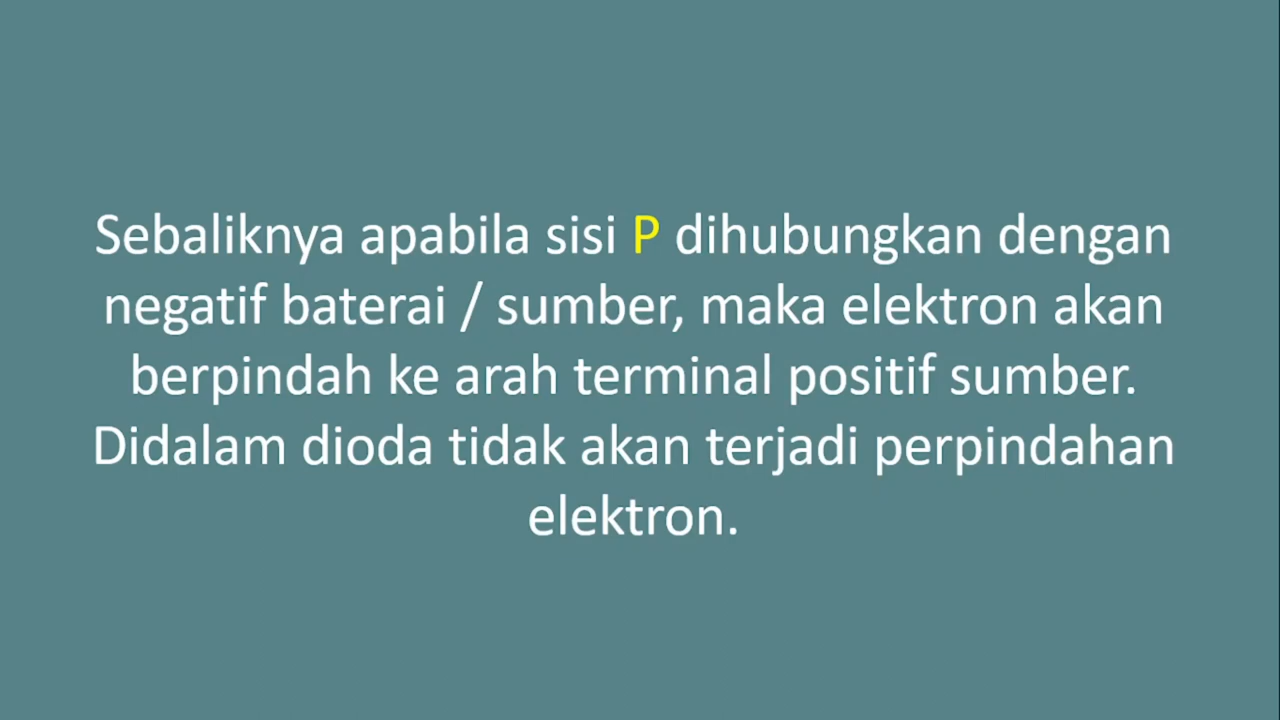 Sebaliknya apabila sisi P dihubungkan dengan
negatif baterai / sumber, maka elektron akan
berpindah ke arah terminal positif sumber.
Didalam dioda tidak akan terjadi perpindahan
elektron.